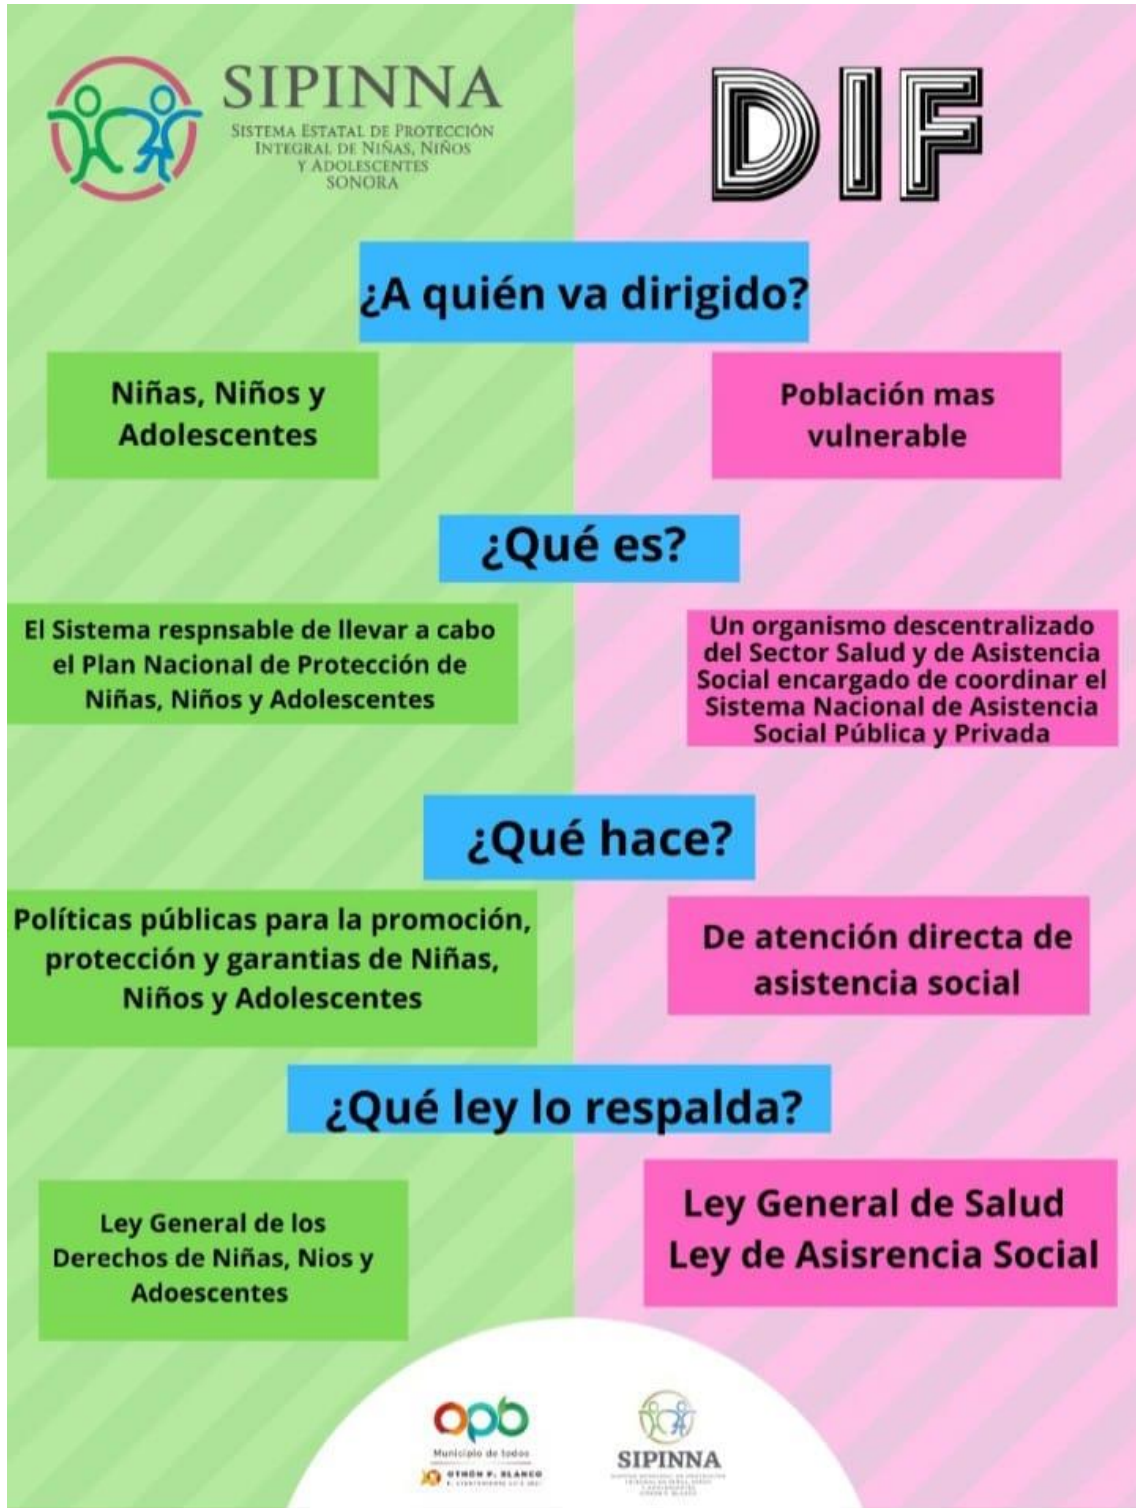 SIPINNA
SISTEMA ESTATAL DE PROTECCIÓN
INTEGRAL DE NIÑAS, NIÑOS
Y ADOLESCENTES
SONORA
DIF
¿A quién va dirigido?
Niñas, Niños y
Adolescentes
Población mas
vulnerable
¿Qué es?
El Sistema respnsable de llevar a cabo
el Plan Nacional de Protección de
Niñas, Niños y Adolescentes
Un organismo descentralizado
del Sector Salud y de Asistencia
Social encargado de coordinar el
Sistema Nacional de Asistencia
Social Pública y Privada
¿Qué hace?
Políticas públicas para la promoción,
protección y garantias de Niñas,
Niños y Adolescentes
De atención directa de
asistencia social
¿Qué ley lo respalda?
Ley General de los
Derechos de Niñas, Nios y
Adoescentes
Ley General de Salud
Ley de Asisrencia Social
opb
Municipio de todos
OTHÓN P. BLANCO
SIPINNA